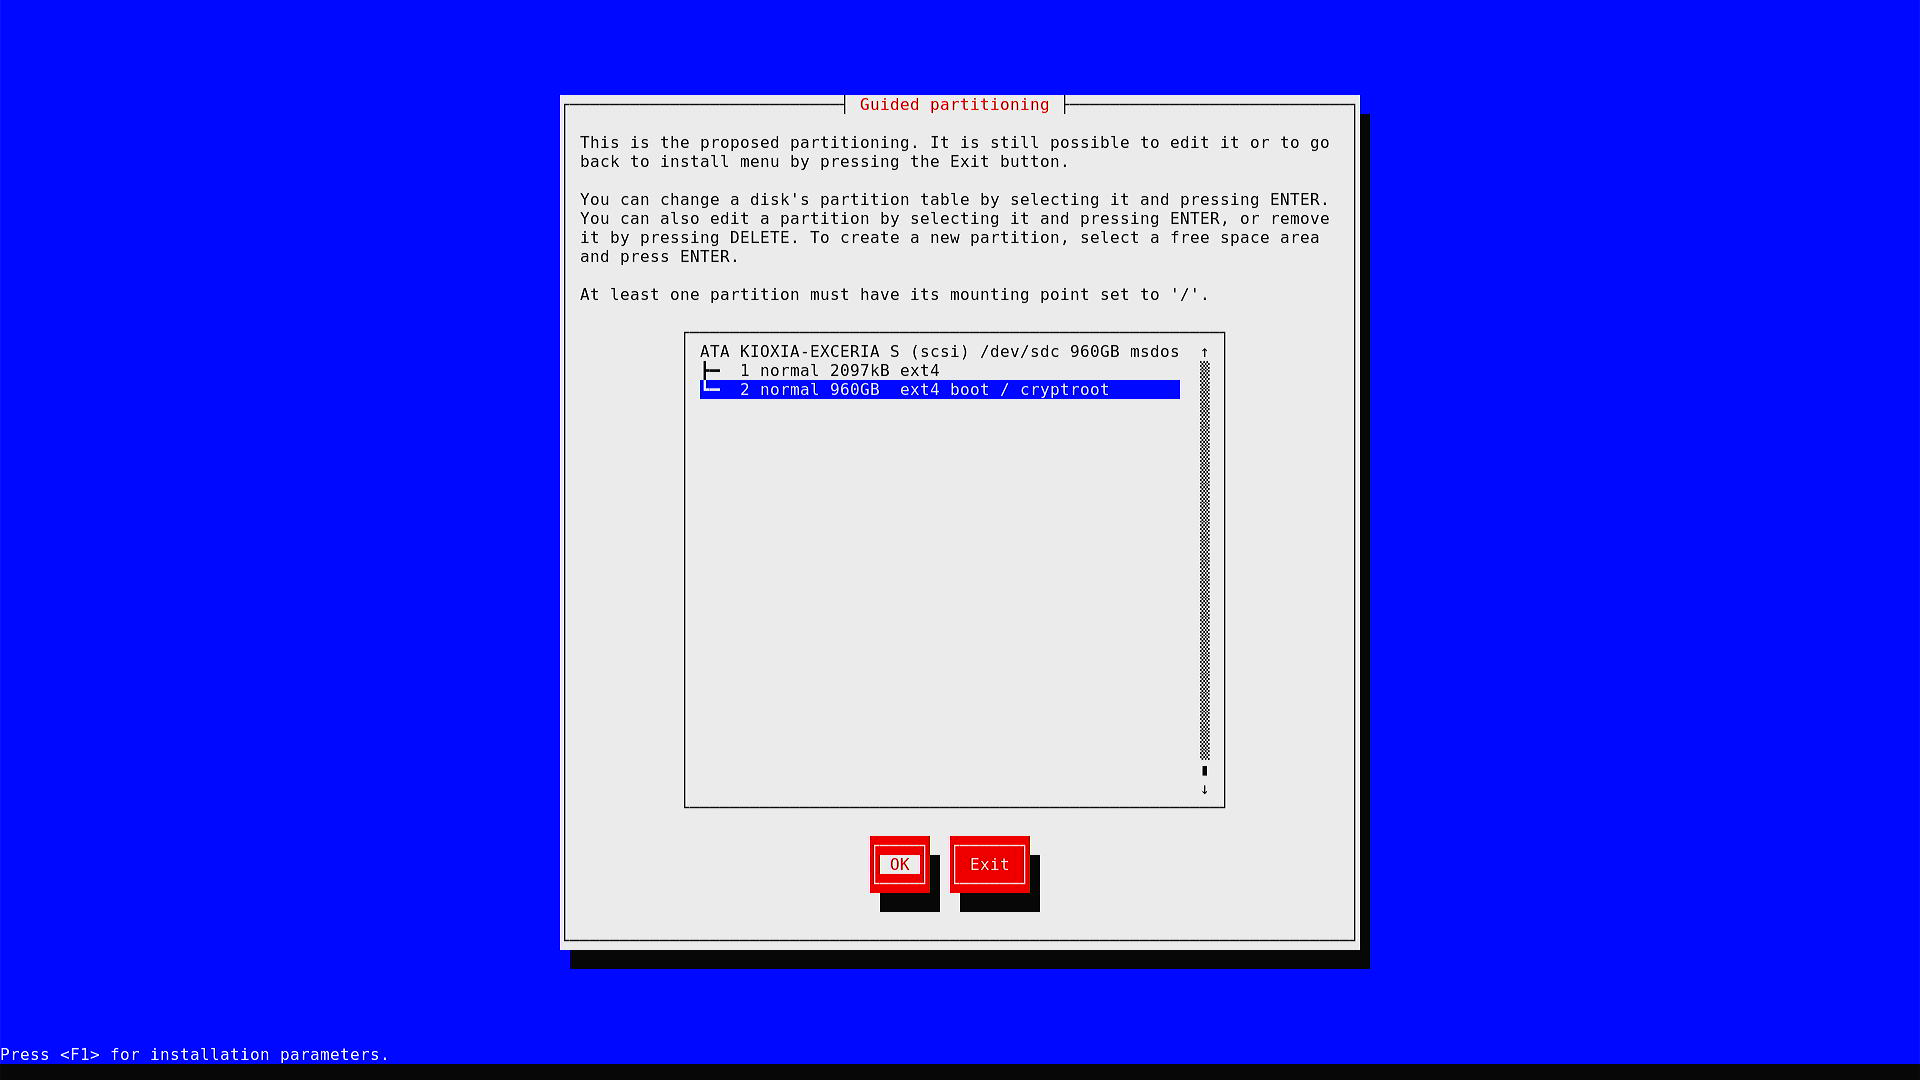 Guided partitioning
This is the proposed partitioning. It is still possible to edit it or to go
back to install menu by pressing the Exit button.
You can change a disk's partition table by selecting it and pressing ENTER.
You can also edit a partition by selecting it and pressing ENTER, or remove
it by pressing DELETE. To create a new partition, select a free space area
and press ENTER.
At least one partition must have its mounting point set to '/'.
ATA KIOXIA-EXCERIA S (scsi) /dev/sdc 960GB msdos
1 normal 2097kB ext4
2 normal 960GB  ext4 boot / cryptroot
OK
Exit
Press <F1> for installation parameters.